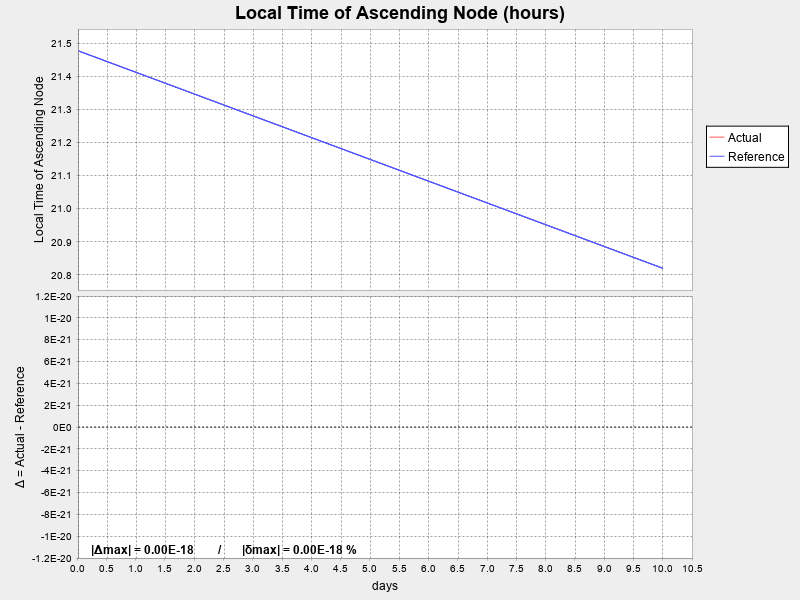 Local Time of Ascending Node (hours)
Local Time of Ascending Node
21.5
21.4
21.3
21.2
21.1
21.0
20.9
20.8
Actual
Reference
Δ = Actual - Reference
1.2E-20
1E-20
8E-21
6E-21
4E-21
2E-21
0E0
-2E-21
-4E-21
-6E-21
-8E-21
-1E-20
-1.2E-20
|Δmax| = 0.00E-18 / |δmax| = 0.00E-18 %
0.0 0.5 1.0 1.5 2.0 2.5 3.0 3.5 4.0 4.5 5.0 5.5 6.0 6.5 7.0 7.5 8.0 8.5 9.0 9.5 10.0 10.5
days